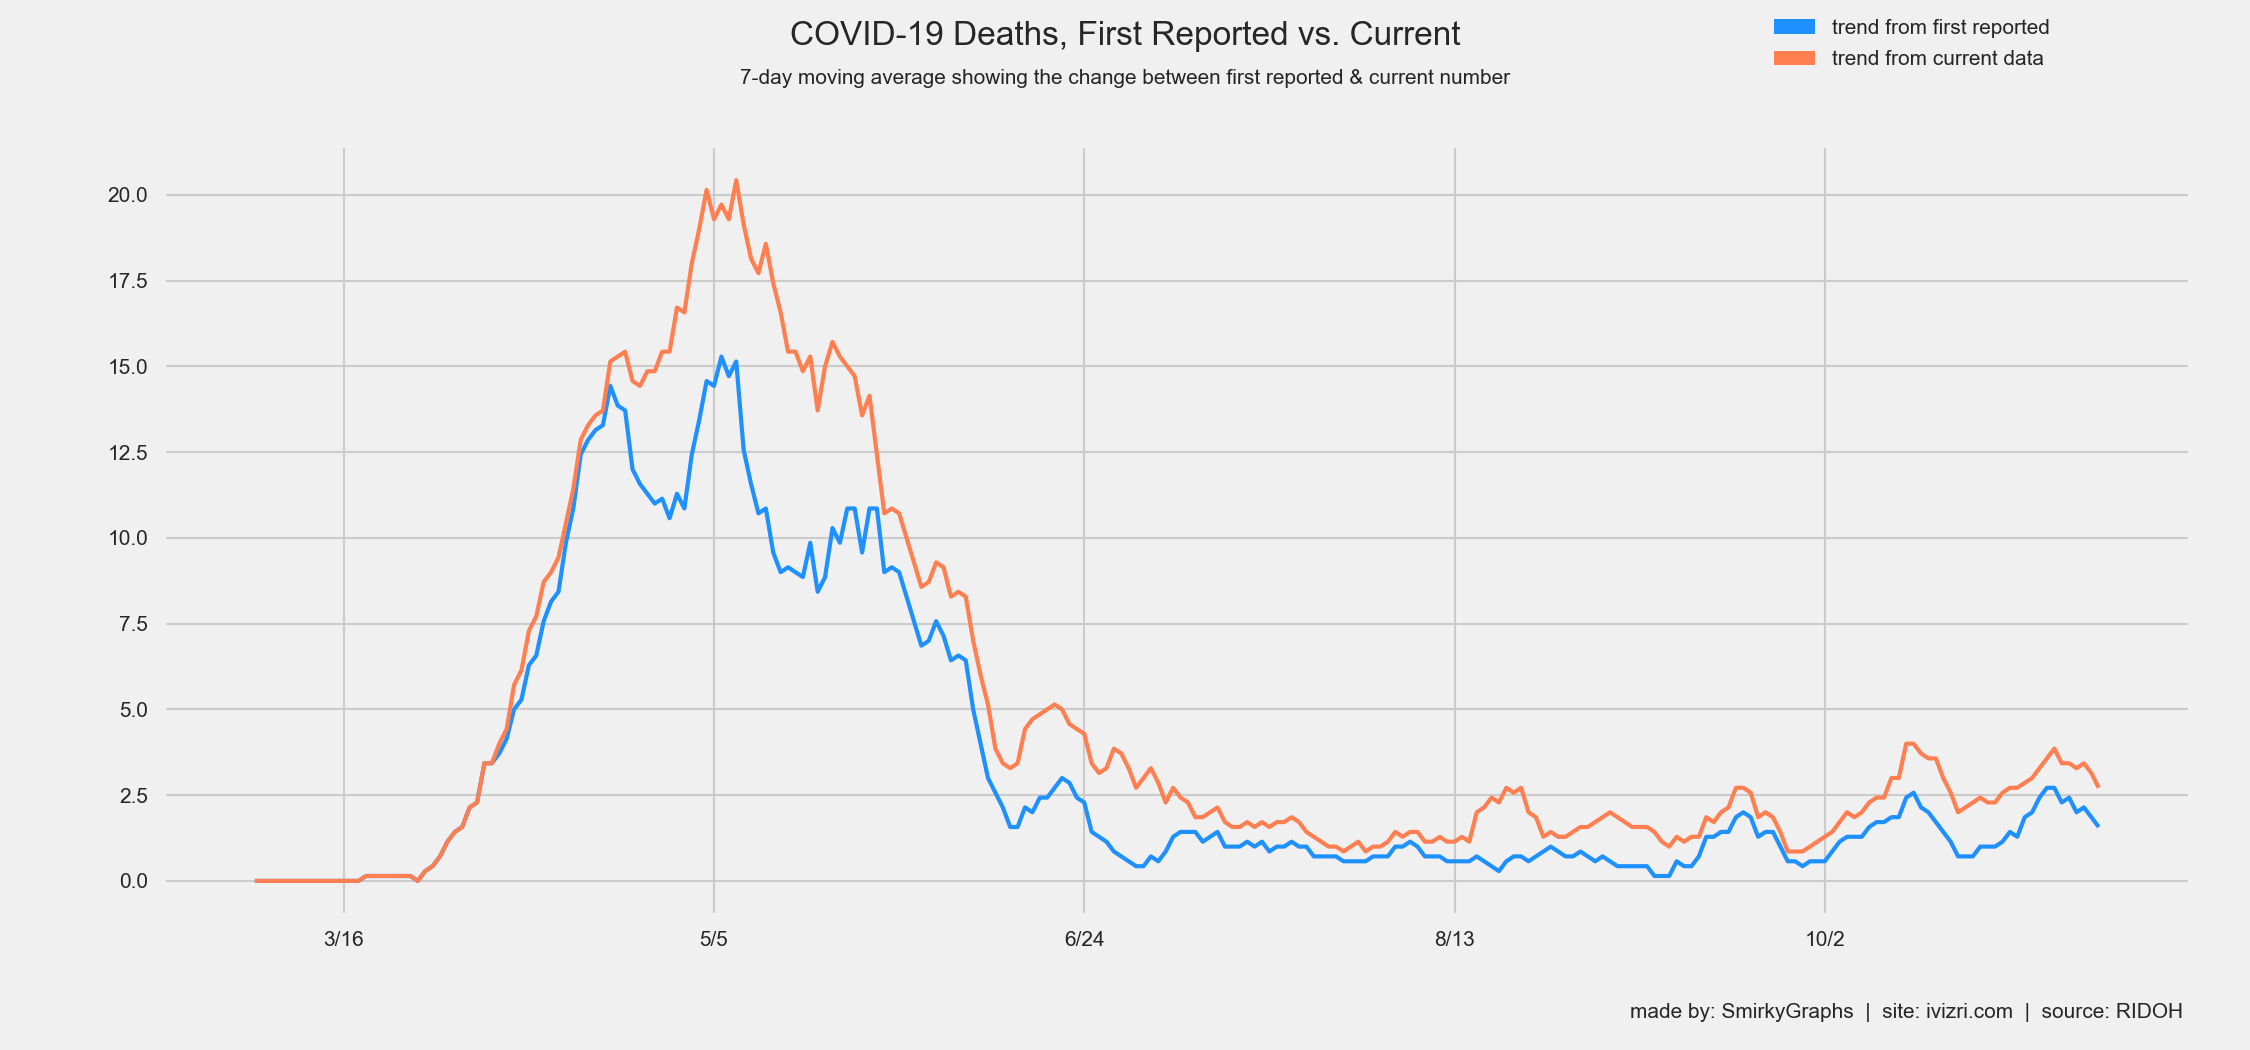 COVID-19 Deaths, First Reported vs. Current
7-day moving average showing the change between first reported & current number
trend from first reported
trend from current data
20.0
17.5
15.0
12.5
10.0
7.5
5.0
2.5
0.0
3/16
5/5
6/24
8/13
10/2
made by: SmirkyGraphs | site: ivizri.com | source: RIDOH